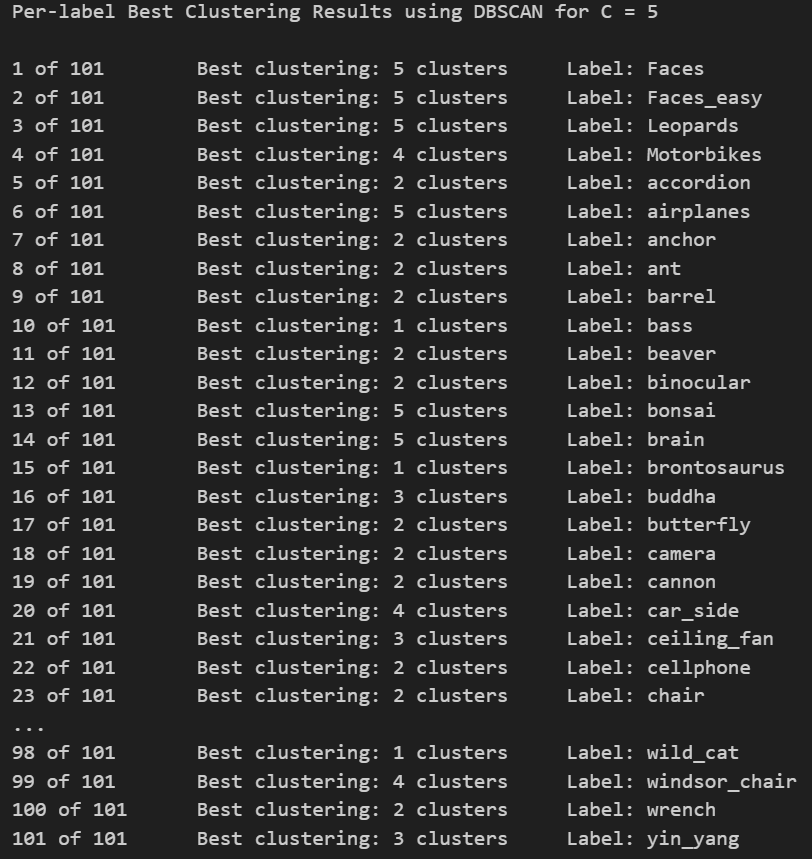 Per-label Best Clustering Results using DBSCAN for C = 5
1 of 101 Best clustering: 5 clusters Label: Faces
2 of 101 Best clustering: 5 clusters Label: Faces_easy
3 of 101 Best clustering: 5 clusters Label: Leopards
4 of 101 Best clustering: 4 clusters Label: Motorbikes
5 of 101 Best clustering: 2 clusters Label: accordion
6 of 101 Best clustering: 5 clusters Label: airplanes
7 of 101 Best clustering: 2 clusters Label: anchor
8 of 101 Best clustering: 2 clusters Label: ant
9 of 101 Best clustering: 2 clusters Label: barrel
10 of 101 Best clustering: 1 clusters Label: bass
11 of 101 Best clustering: 2 clusters Label: beaver
12 of 101 Best clustering: 2 clusters Label: binocular
13 of 101 Best clustering: 5 clusters Label: bonsai
14 of 101 Best clustering: 5 clusters Label: brain
15 of 101 Best clustering: 1 clusters Label: brontosaurus
16 of 101 Best clustering: 3 clusters Label: buddha
17 of 101 Best clustering: 2 clusters Label: butterfly
18 of 101 Best clustering: 2 clusters Label: camera
19 of 101 Best clustering: 2 clusters Label: cannon
20 of 101 Best clustering: 4 clusters Label: car_side
21 of 101 Best clustering: 3 clusters Label: ceiling_fan
22 of 101 Best clustering: 2 clusters Label: cellphone
23 of 101 Best clustering: 2 clusters Label: chair
...
98 of 101 Best clustering: 1 clusters Label: wild_cat
99 of 101 Best clustering: 4 clusters Label: windsor_chair
100 of 101 Best clustering: 2 clusters Label: wrench
101 of 101 Best clustering: 3 clusters Label: yin_yang